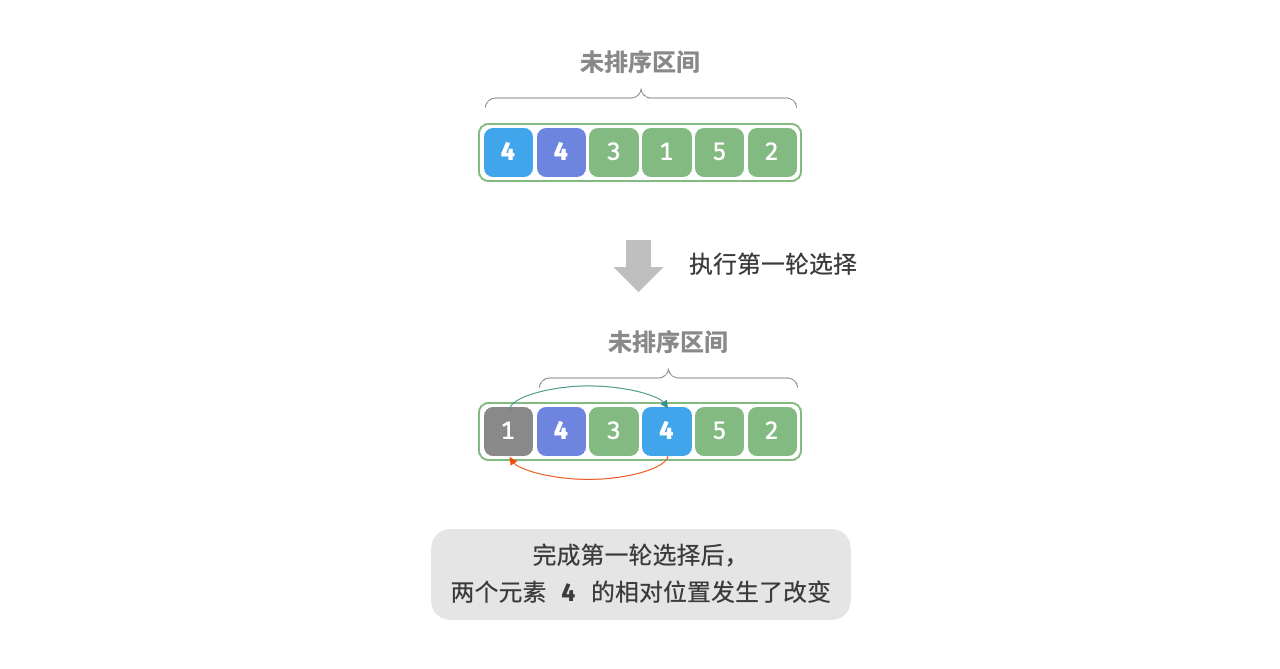 未排序区间
4 4 3 1 5 2
执行第一轮选择
未排序区间
1 4 3 4 5 2
完成第一轮选择后，
两个元素 4 的相对位置发生了改变